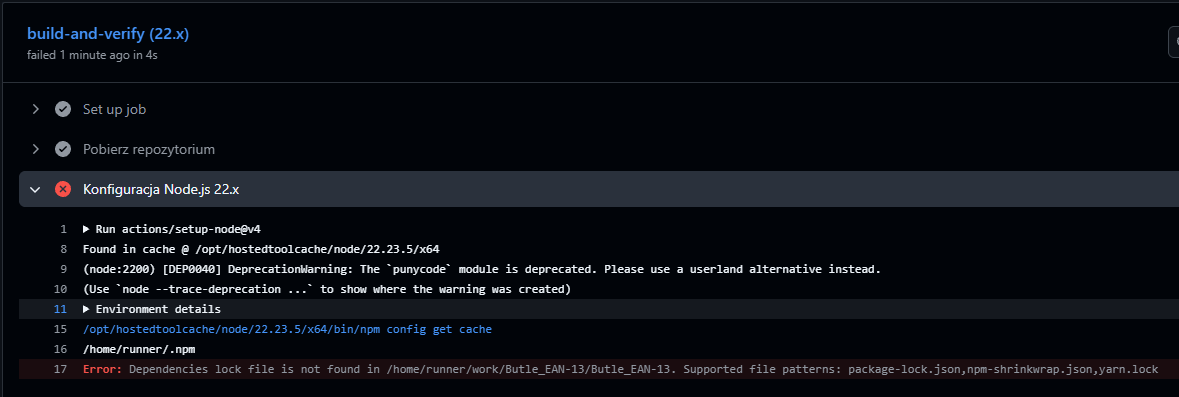 build-and-verify (22.x)
failed 1 minute ago in 4s
Set up job
Pobierz repozytorium
Konfiguracja Node.js 22.x
1 Run actions/setup-node@v4
8 Found in cache @ /opt/hostedtoolcache/node/22.23.5/x64
9 (node:2200) [DEP0040] DeprecationWarning: The `punycode` module is deprecated. Please use a userland alternative instead.
10 (Use `node --trace-deprecation ...` to show where the warning was created)
11 Environment details
15 /opt/hostedtoolcache/node/22.23.5/x64/bin/npm config get cache
16 /home/runner/.npm
17 Error: Dependencies lock file is not found in /home/runner/work/Butle_EAN-13/Butle_EAN-13. Supported file patterns: package-lock.json,npm-shrinkwrap.json,yarn.lock